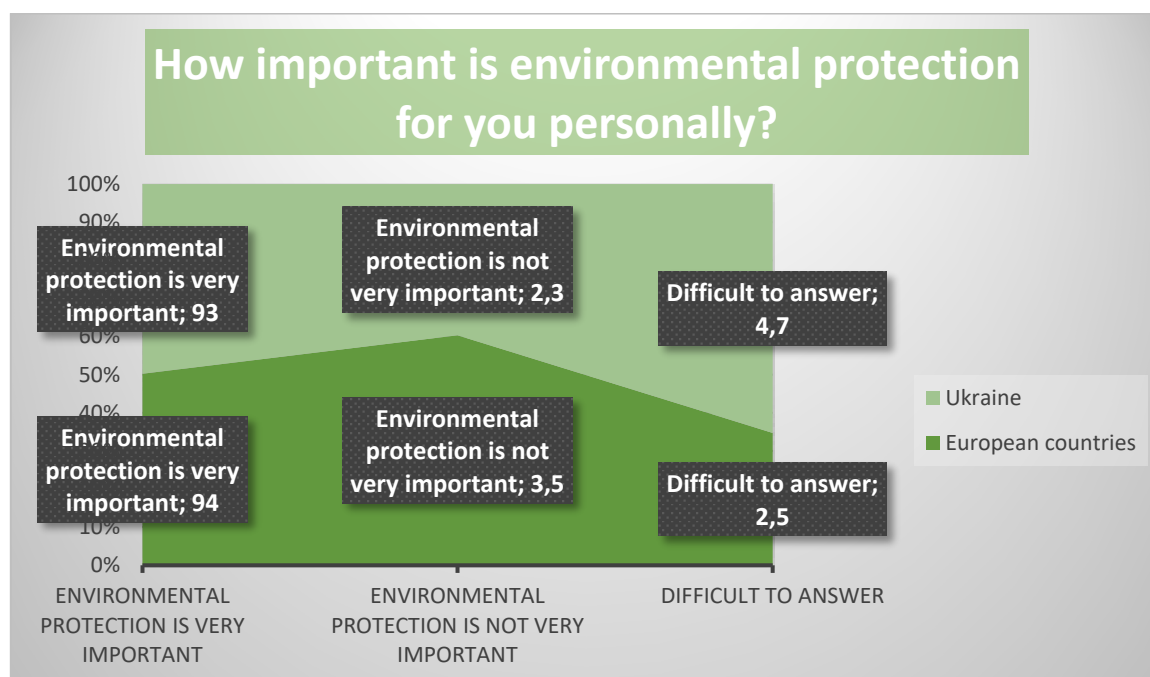 How important is environmental protection
for you personally?
100%
90%
60%
50%
40%
10%
0%
Environmental
protection is very
important; 93
Environmental
protection is not
very important; 2,3
Difficult to answer;
4,7
Environmental
protection is very
important; 94
Environmental
protection is not
very important; 3,5
Difficult to answer;
2,5
Ukraine
European countries
ENVIRONMENTAL
PROTECTION IS VERY
IMPORTANT
ENVIRONMENTAL
PROTECTION IS NOT VERY
IMPORTANT
DIFFICULT TO ANSWER